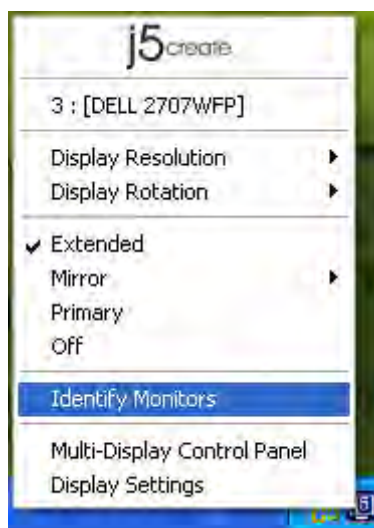 j5create
3 : [DELL 2707WFP]
Display Resolution
Display Rotation
Extended
Mirror
Primary
Off
Identify Monitors
Multi-Display Control Panel
Display Settings